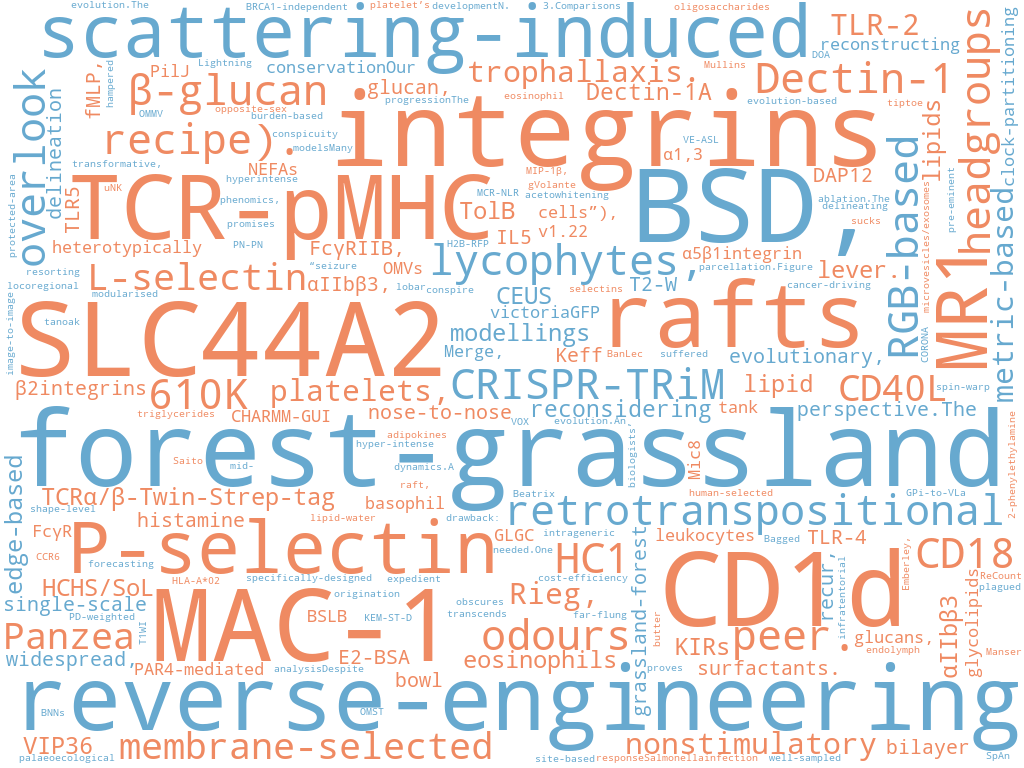 evolution.The
BRCA1-independent
platelet's
developmentN.
3.Comparisons
oligosaccharides
scattering-induced
TLR-2
reconstructing
DOA
Lightning
conservationOur
trophallaxis.
Mullins
Dectin-1
PilJ
hampered
fMLP,
β-glucan
glucan,
progressionThe
eosinophil
Dectin-1A
evolution-based
tiptoe
headgroups
clock-partitioning
overlook
delineation
OMMV
opposite-sex
burden-based
conspicuity
modelsMany
recipe).
integrins
VE-ASL
α1,3
lipids
transformative,
NEFAs
hyperintense
uNK
phenomics,
promises
PN-PN
TLR5
protected-area
TCR-pMHC
MIP-1β,
gVolante
acetowhitening
MCR-NLR
TolB
cells”),
IL5
v1.22
H2B-RFP
BSD,
DAP12
ablation.The
delineating
sucks
RGB-based
pre-eminent
microvesicles/exosomes
heterotypically
FcγRIIB,
“seizure
OMVs
resorting
locoregional
modularised
L-selectin
αIIbβ3,
lobar
conspire
lycophytes,
α5β1integrin
parcellation.Figure
lever.
cancer-driving
selectins
T2-W
CEUS
victoriaGFP
modellings
Merge,
Keff
BanLec
suffered
rafts
evolutionary,
CORONA
MR1
metric-based
image-to-image
tanoak
SLC44A2
β2integrins
610K
platelets,
CRISPR-TRiM
lipid
CD40L
spin-warp
triglycerides
CHARMM-GUI
nose-to-nose
VOX
reconsidering
evolution.An
tank
perspective.The
adipokines
hyper-intense
Saito
mid-
dynamics.A
biologists'
Mic8
forest-grassland
2-phenylethylamine
raft,
edge-based
TCRα/β-Twin-Strep-tag
shape-level
basophil
Beatrix
human-selected
GPi-to-VLa
retrotranspositional
histamine
lipid-water
drawback:
FcγR
CCR6
forecasting
P-selectin
GLGC
intrageneric
needed.One
HC1
leukocytes
Bagged
TLR-4
CD18
ReCount
plagued
HCHS/SoL
HLA-A*02
specifically-designed
expedient
cost-efficiency
grassland-forest
single-scale
PD-weighted
T1WI
MAC-1
origination
BSLB
KEM-ST-D
obscures
transcends
Rieg,
far-flung
butter
CD1d
recur,
infratentorial
Emberley,
αIIbβ3
glycolipids
Panzea
widespread,
PAR4-mediated
E2-BSA
analysisDespite
odours
eosinophils
KIRs
peer.
glucans,
endolymph
Manser
proves
surfactants.
bowl
reverse-engineering
BNNs
OMST
VIP36
palaeoecological
membrane-selected
site-based
responseSalmonellainfection
nonstimulatory
well-sampled
bilayer
SpAn